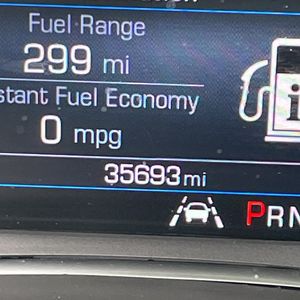 Fuel Range
299 mi
stant Fuel Economy
0 mpg
35693 mi
PRN